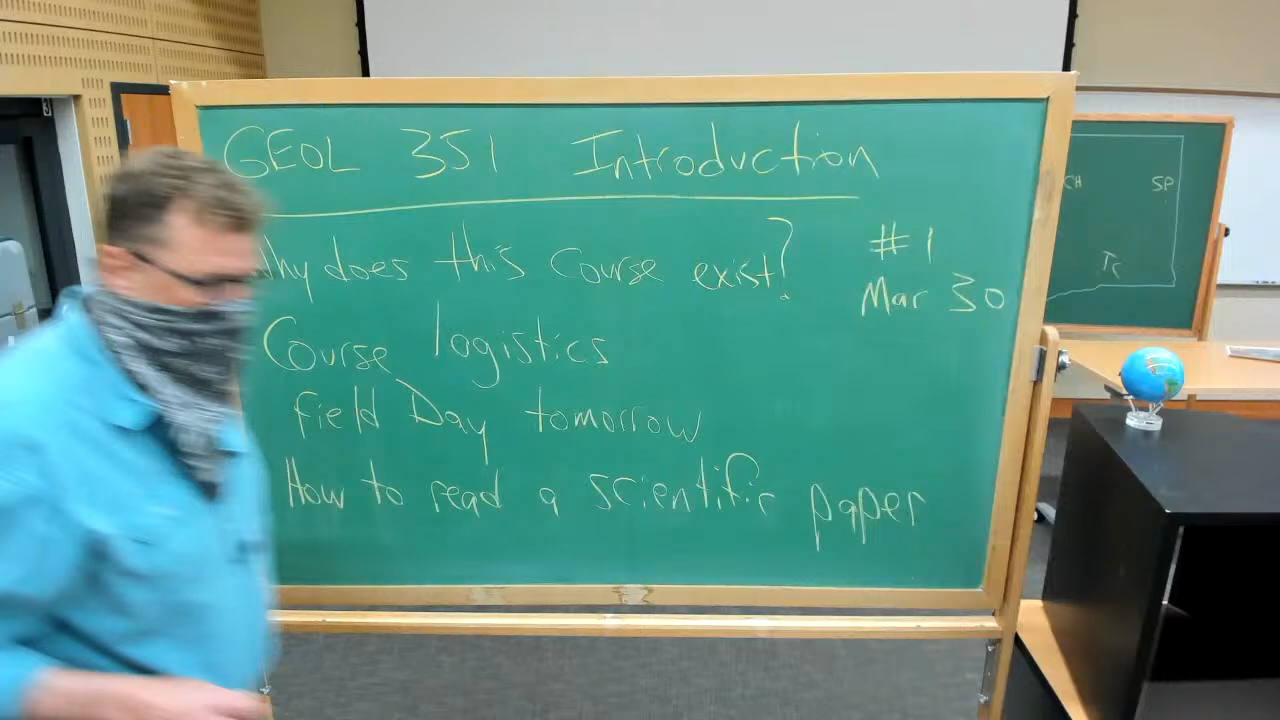 GEOL 351 Introduction
Why does this Course exist?
#1
Mar 30
Course logistics
Field Day tomorrow
How to read a scientific paper
CH SP
Tc